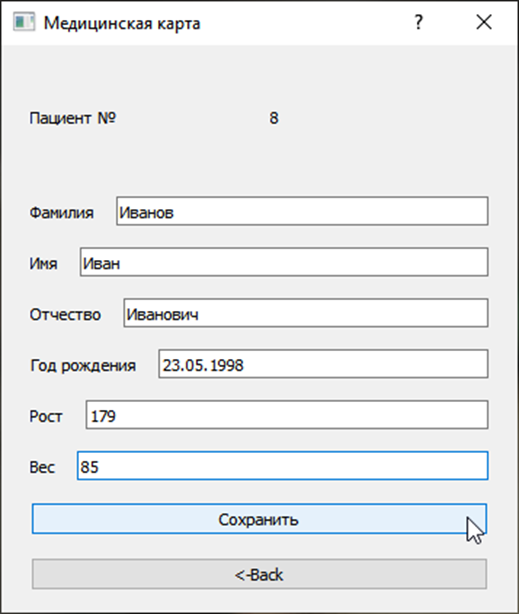 Медицинская карта ?
Пациент № 8
Фамилия Иванов
Имя Иван
Отчество Иванович
Год рождения 23.05.1998
Рост 179
Вес 85
Сохранить
<-Back